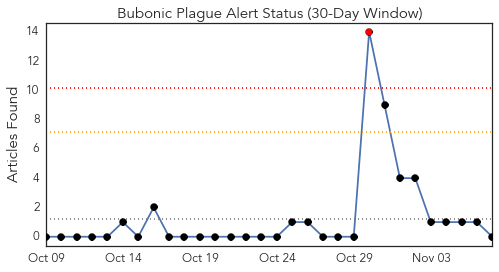 Bubonic Plague Alert Status (30-Day Window)
Articles Found
14
12
10
8
6
4
2
0
Oct 09 Oct 14 Oct 19 Oct 24 Oct 29 Nov 03